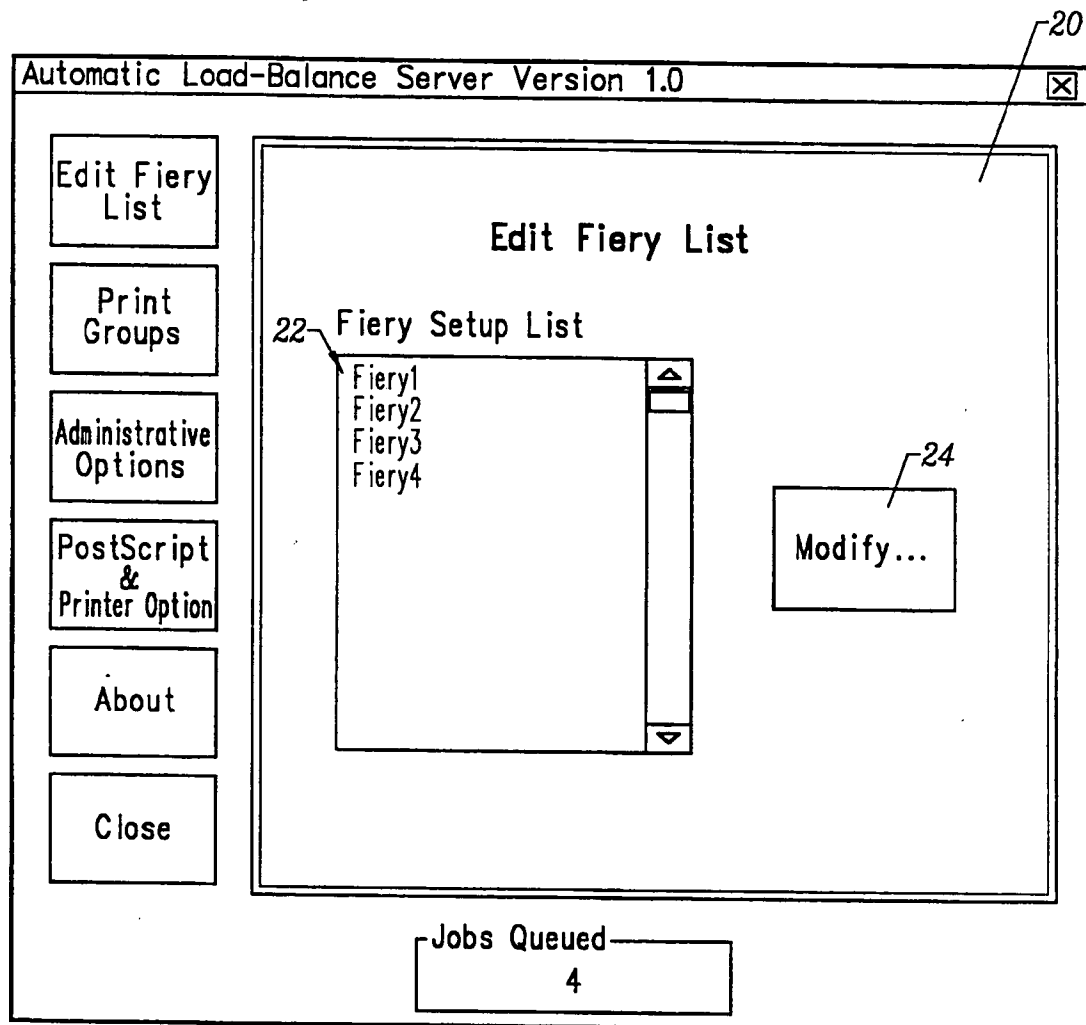 20
Automatic Load-Balance Server Version 1.0
Edit Fiery
List
Print
Groups
Administrative
Options
PostScript
&
Printer Option
About
Close
Edit Fiery List
22
Fiery Setup List
Fiery1
Fiery2
Fiery3
Fiery4
24
Modify...
Jobs Queued
4